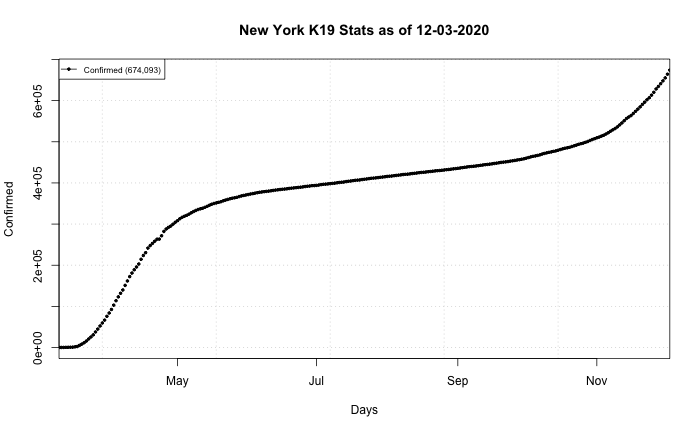 New York K19 Stats as of 12-03-2020
Confirmed (674,093)
Confirmed
6e+05
4e+05
2e+05
0e+00
May Jul Sep Nov
Days